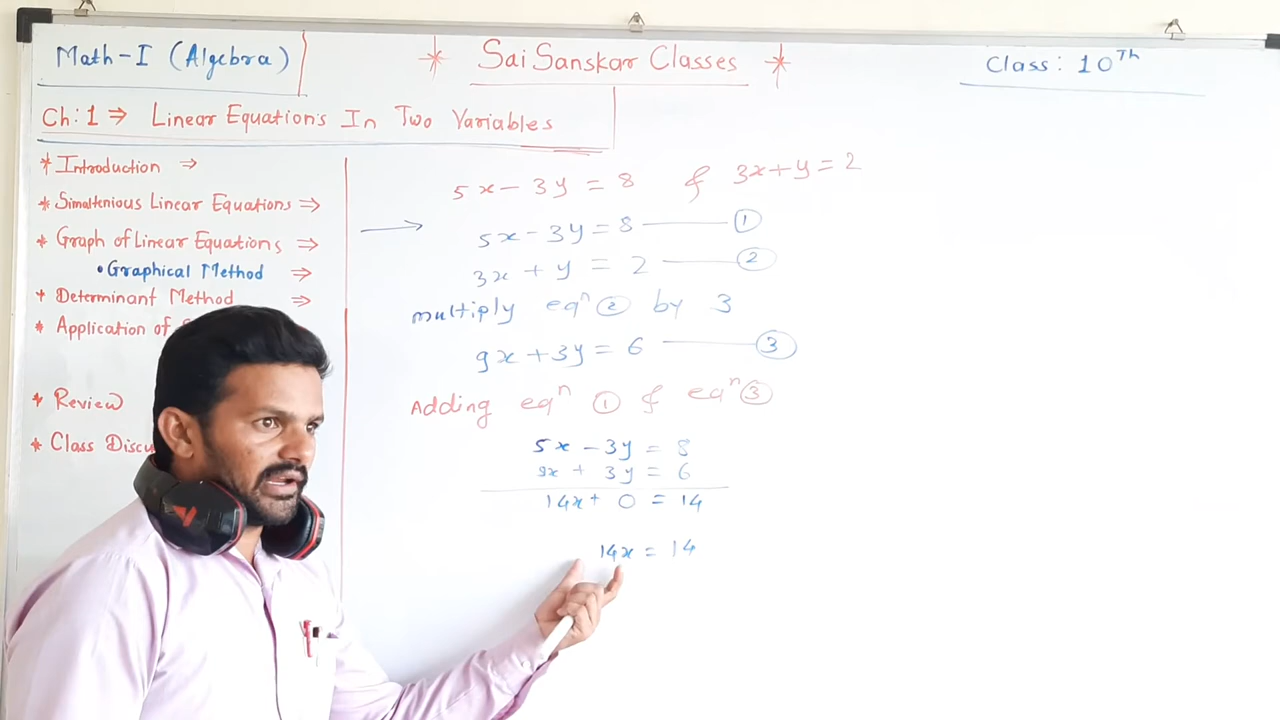 Math-I (Algebra)
* Sai Sanskar Classes *
Class: 10Th
Ch:1 ⇒ Linear Equations In Two Variables
* Introduction ⇒
* Simaltenious Linear Equations ⇒
* Graph of Linear Equations ⇒
• Graphical Method ⇒
* Determinant Method ⇒
* Application of
* Review
* Class
5x - 3y = 8 & 3x + y = 2
5x - 3y = 8 ①
3x + y = 2 ②
multiply eqⁿ ② by 3
9x + 3y = 6 ③
Adding eqⁿ ① & eqⁿ ③
5x - 3y = 8
9x + 3y = 6
14x + 0 = 14
14x = 14